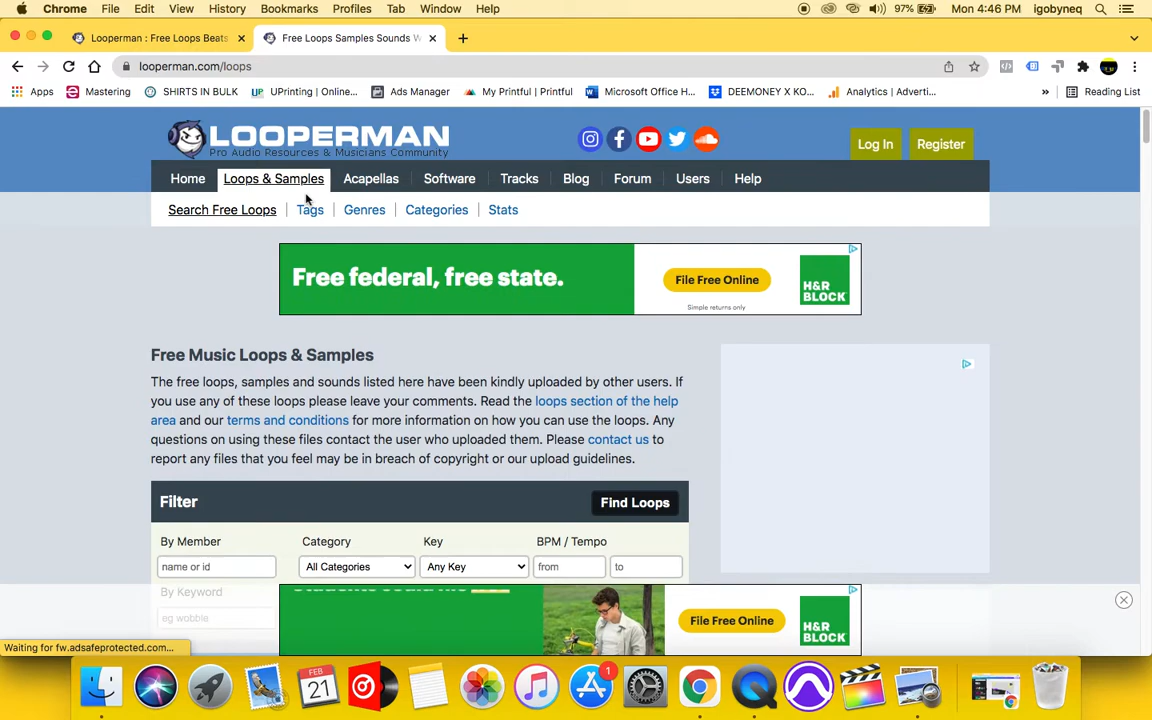 Chrome File Edit View History Bookmarks Profiles Tab Window Help 97% Mon 4:46 PM igobyneq
Looperman : Free Loops Beats Free Loops Samples Sounds W
looperman.com/loops
Apps Mastering SHIRTS IN BULK UPrinting | Online... Ads Manager My Printful | Printful Microsoft Office H... DEEMONEY X KO... Analytics | Adverti... » Reading List
LOOPERMAN
Pro Audio Resources & Musicians Community
Log In Register
Home Loops & Samples Acapellas Software Tracks Blog Forum Users Help
Search Free Loops Tags Genres Categories Stats
Free federal, free state.
File Free Online
Simple returns only
H&R
BLOCK
Free Music Loops & Samples
The free loops, samples and sounds listed here have been kindly uploaded by other users. If
you use any of these loops please leave your comments. Read the loops section of the help
area and our terms and conditions for more information on how you can use the loops. Any
questions on using these files contact the user who uploaded them. Please contact us to
report any files that you feel may be in breach of copyright or our upload guidelines.
Filter Find Loops
By Member Category Key BPM / Tempo
name or id All Categories Any Key from to
By Keyword
eg wobble
File Free Online
H&R
BLOCK
Waiting for fw.adsafeprotected.com...
FEB
21
1